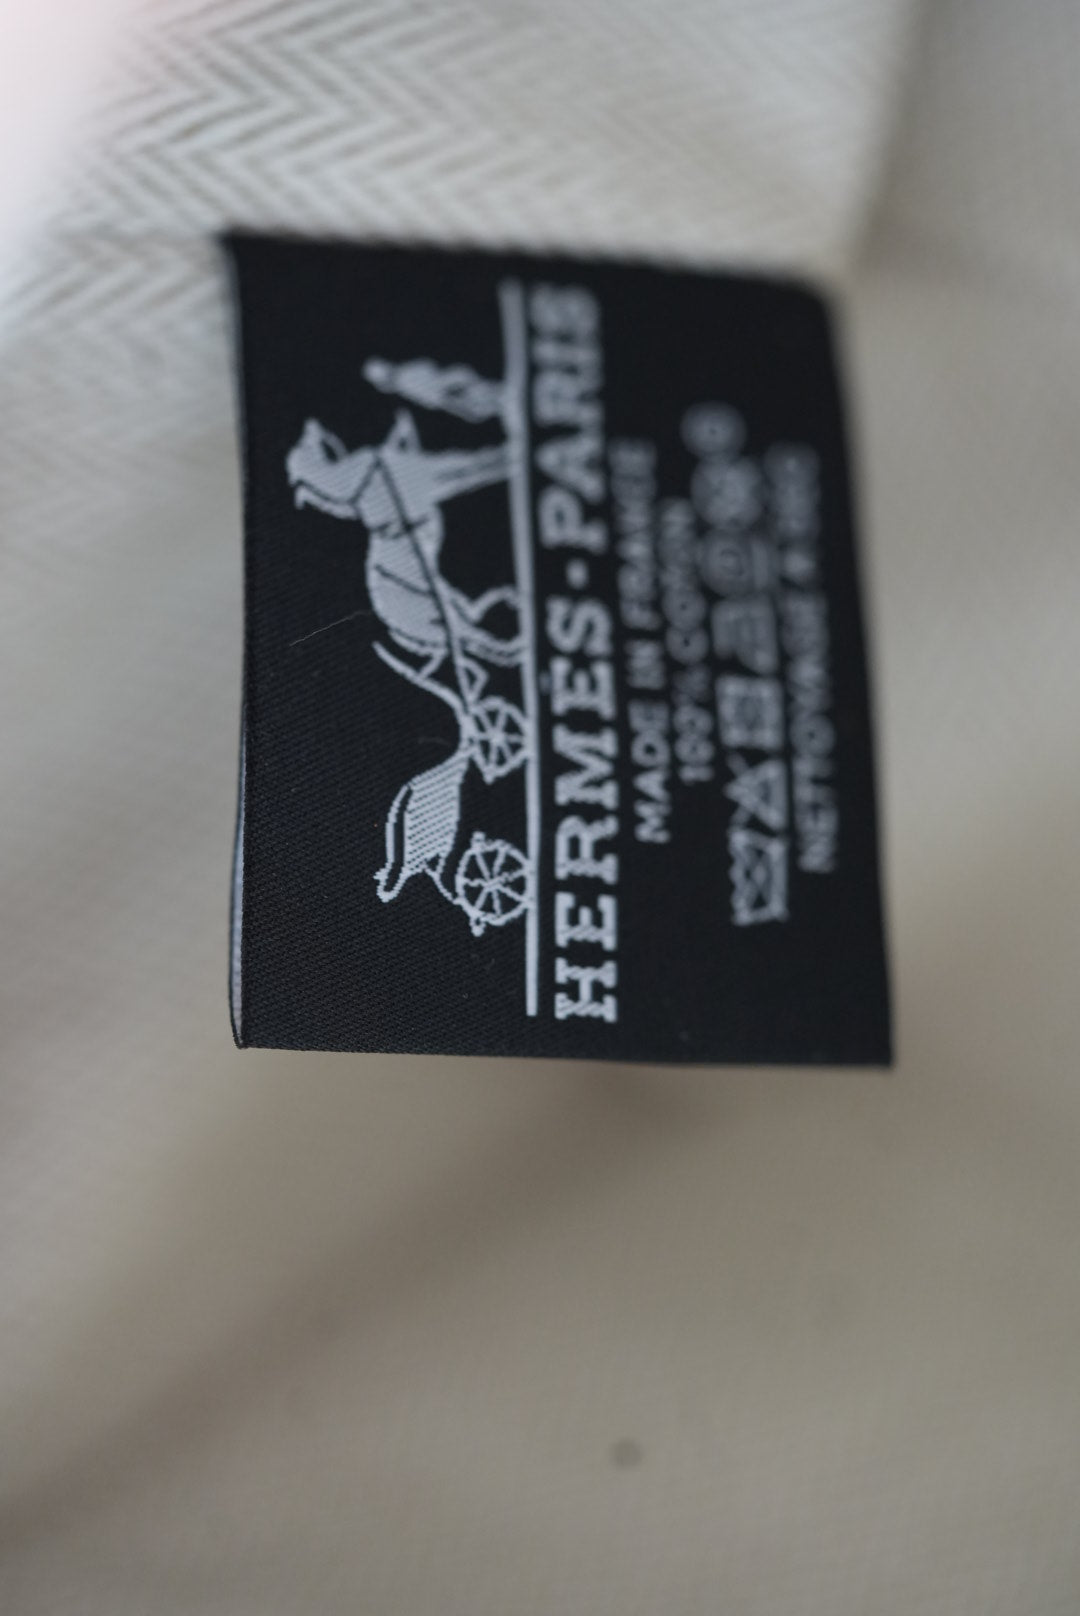 HERMÈS-PARIS
MADE IN FRANCE
100% COTON
NETTOYAGE A SEC